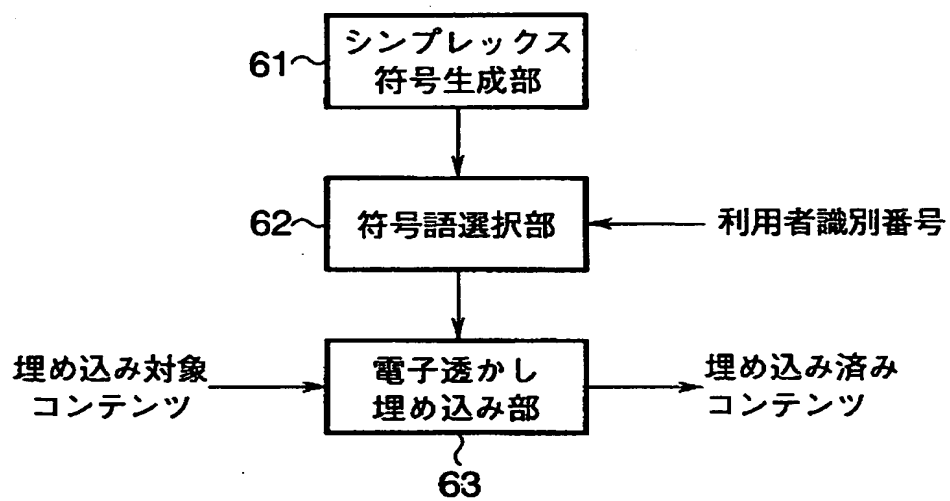 シンプレックス
符号生成部
61
符号語選択部
62
利用者識別番号
埋め込み対象
コンテンツ
電子透かし
埋め込み部
埋め込み済み
コンテンツ
63